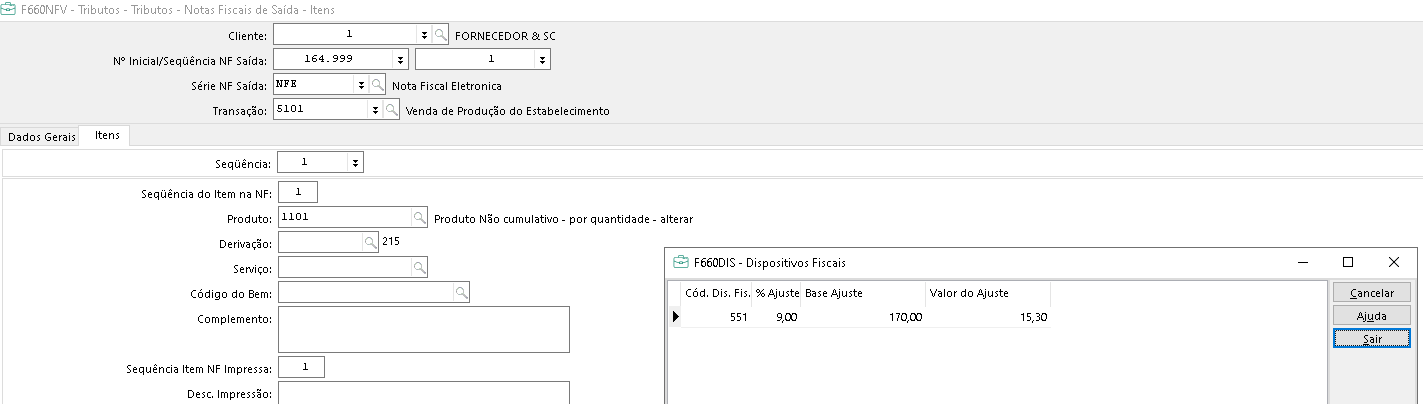 F660NFV - Tributos - Tributos - Notas Fiscais de Saída - Itens
Cliente: 1 FORNECEDOR & SC
Nº Inicial/Seqüência NF Saída: 164.999 1
Série NF Saída: NFE Nota Fiscal Eletronica
Transação: 5101 Venda de Produção do Estabelecimento
Dados Gerais Itens
Seqüência: 1
Seqüência do Item na NF: 1
Produto: 1101 Produto Não cumulativo - por quantidade - alterar
Derivação: 215
Serviço:
Código do Bem:
Complemento:
Sequência Item NF Impressa: 1
Desc. Impressão:
F660DIS - Dispositivos Fiscais
Cód. Dis. Fis. % Ajuste Base Ajuste Valor do Ajuste
551 9,00 170,00 15,30
Cancelar
Ajuda
Sair